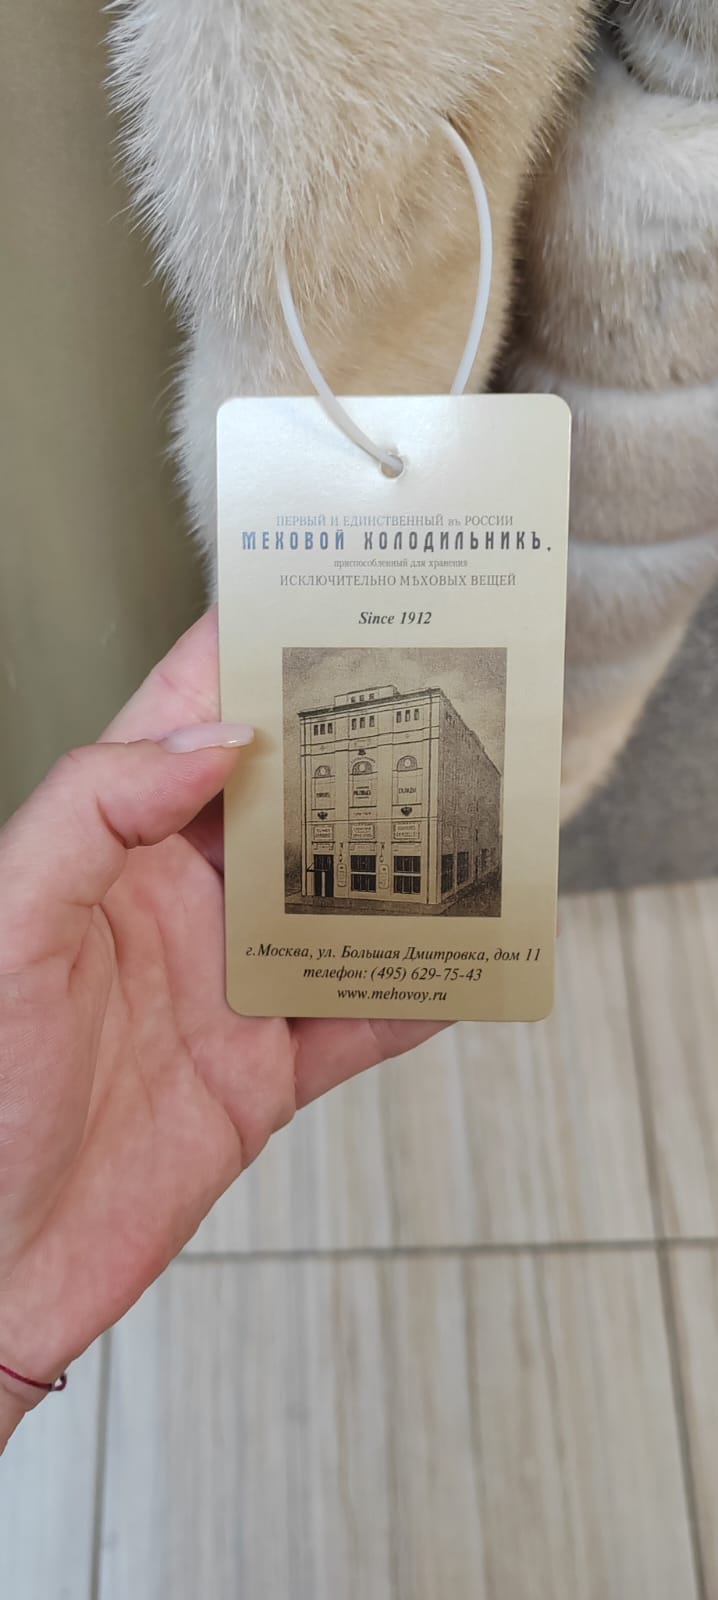 ПЕРВЫЙ И ЕДИНСТВЕННЫЙ въ РОССИИ
МЕХОВОЙ ХОЛОДИЛЬНИКЪ,
приспособленный для хранения
ИСКЛЮЧИТЕЛЬНО МѢХОВЫХ ВЕЩЕЙ
Since 1912
г.Москва, ул. Большая Дмитровка, дом 11
телефон: (495) 629-75-43
www.mehovoy.ru